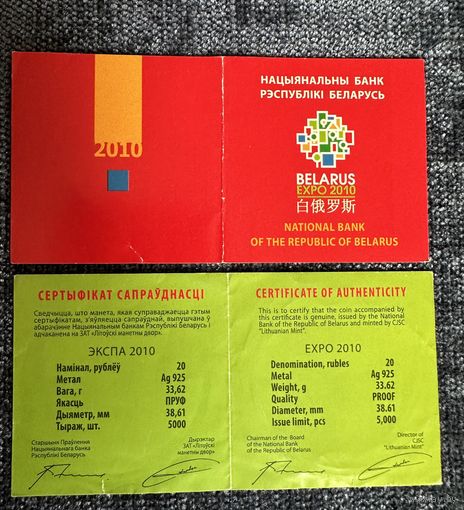 2010
НАЦЫЯНАЛЬНЫ БАНК
РЭСПУБЛІКІ БЕЛАРУСЬ
BELARUS
EXPO 2010
白俄罗斯
NATIONAL BANK
OF THE REPUBLIC OF BELARUS
СЕРТЫФІКАТ САПРАЎДНАСЦІ
Сведчыцца, што манета, якая суправаджаецца гэтым
сертыфікатам, з'яўляецца сапраўднай, выпушчана ў
абарачэнне Нацыянальным банкам Рэспублікі Беларусь і
адчаканена на ЗАТ «Літоўскі манетны двор».
ЭКСПА 2010
Намінал, рублёў 20
Метал Ag 925
Вага, г 33,62
Якасць ПРУФ
Дыяметр, мм 38,61
Тыраж, шт. 5000
Старшыня Праўлення
Нацыянальнага банка
Рэспублікі Беларусь
Дырэктар
ЗАТ «Літоўскі
манетны двор»
CERTIFICATE OF AUTHENTICITY
This is to certify that the coin accompanied by
this certificate is genuine, issued by the National
Bank of the Republic of Belarus and minted by CJSC
"Lithuanian Mint".
EXPO 2010
Denomination, rubles 20
Metal Ag 925
Weight, g 33.62
Quality PROOF
Diameter, mm 38.61
Issue limit, pcs 5,000
Chairman of the Board
of the National Bank
of the Republic of Belarus
Director of
CJSC
"Lithuanian Mint"